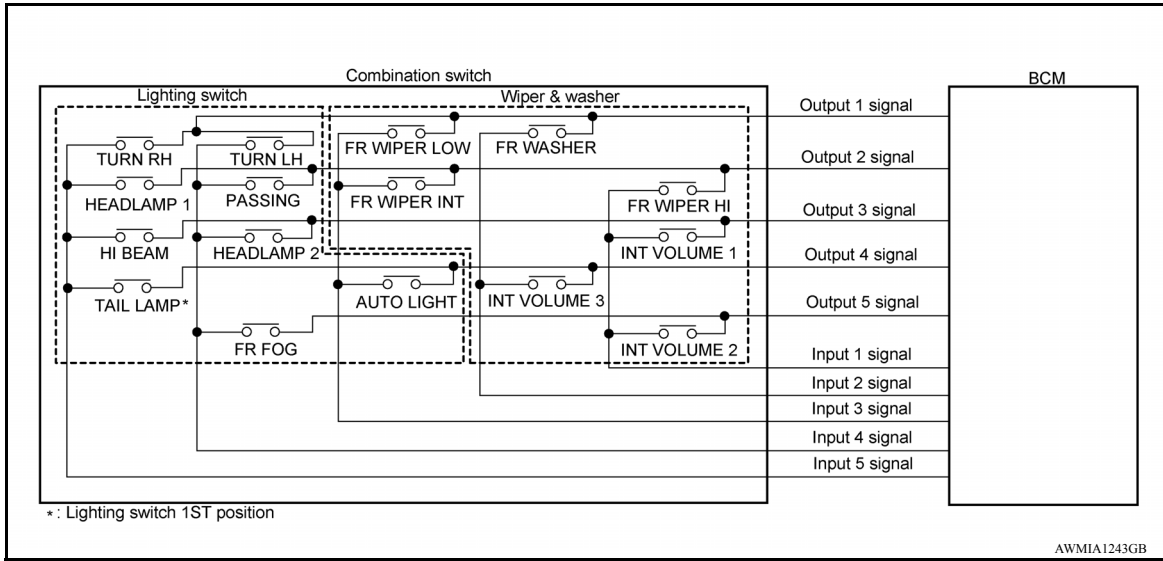 Combination switch
BCM
Lighting switch
Wiper & washer
Output 1 signal
TURN RH
TURN LH
FR WIPER LOW
FR WASHER
Output 2 signal
HEADLAMP 1
PASSING
FR WIPER INT
FR WIPER HI
Output 3 signal
HI BEAM
HEADLAMP 2
INT VOLUME 1
Output 4 signal
TAIL LAMP*
AUTO LIGHT
INT VOLUME 3
Output 5 signal
FR FOG
INT VOLUME 2
Input 1 signal
Input 2 signal
Input 3 signal
Input 4 signal
Input 5 signal
* : Lighting switch 1ST position
AWMIA1243GB